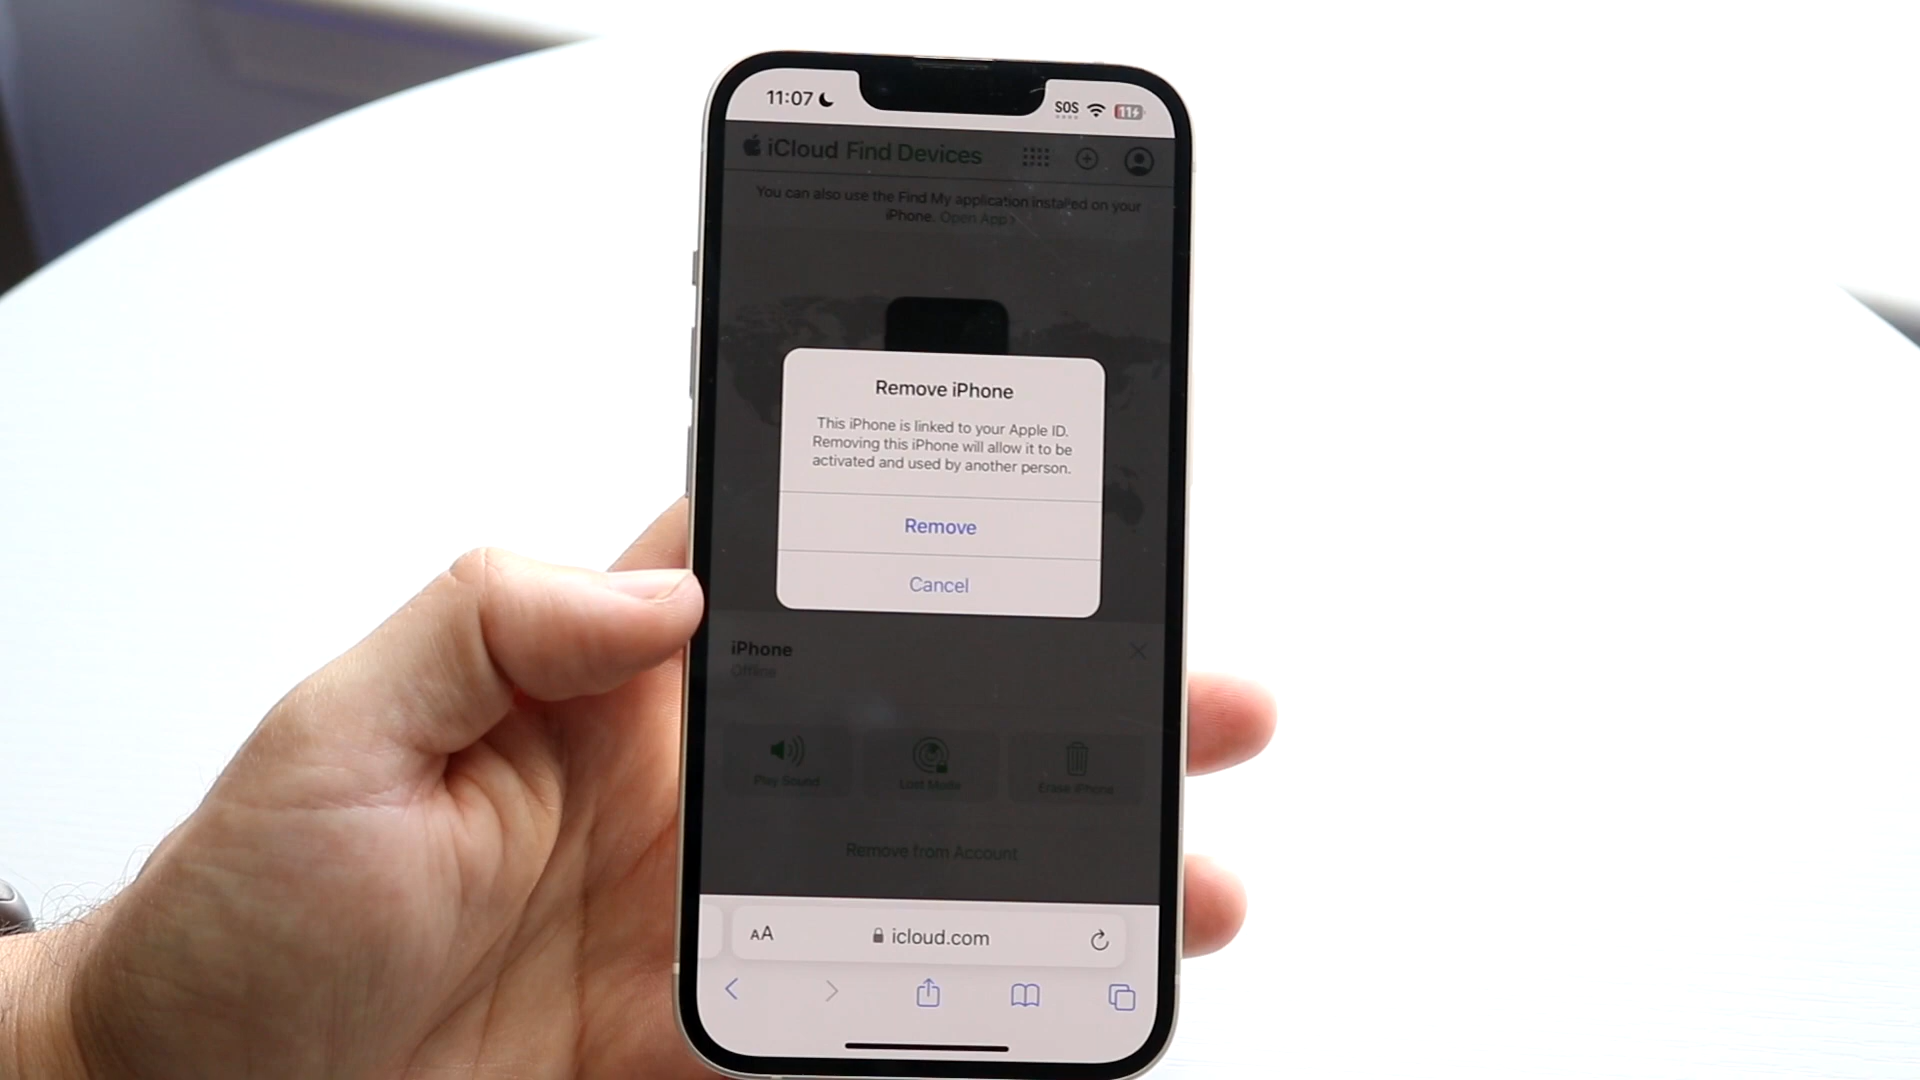 11:07
SOS
11
iCloud Find Devices
You can also use the Find My application installed on your
iPhone. Open App
Remove iPhone
This iPhone is linked to your Apple ID.
Removing this iPhone will allow it to be
activated and used by another person.
Remove
Cancel
iPhone
Offline
Play Sound
Lost Mode
Erase iPhone
Remove from Account
AA
icloud.com